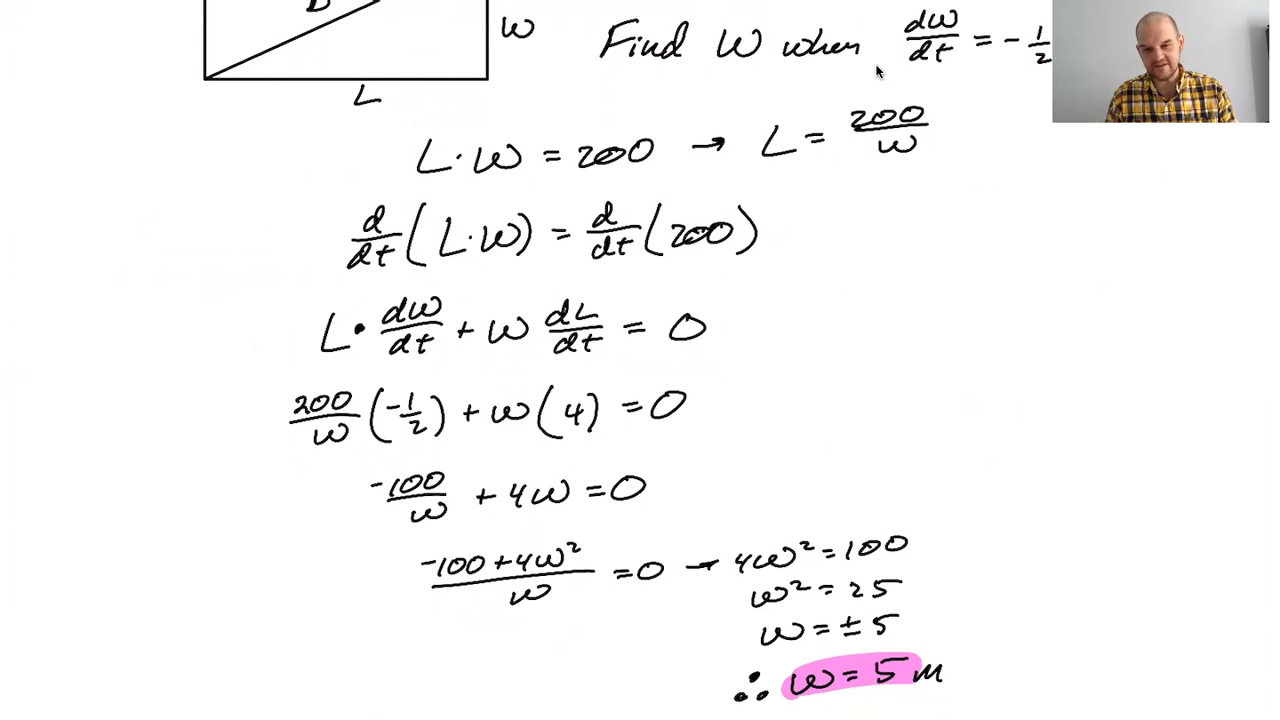 D
W
L
Find W when dW/dt = -1/2
L·W = 200 → L = 200/W
d/dt (L·W) = d/dt (200)
L • dW/dt + W dL/dt = 0
200/W (-1/2) + W(4) = 0
-100/W + 4W = 0
(-100+4W²)/W = 0 → 4W² = 100
W² = 25
W = ±5
∴ W = 5 M